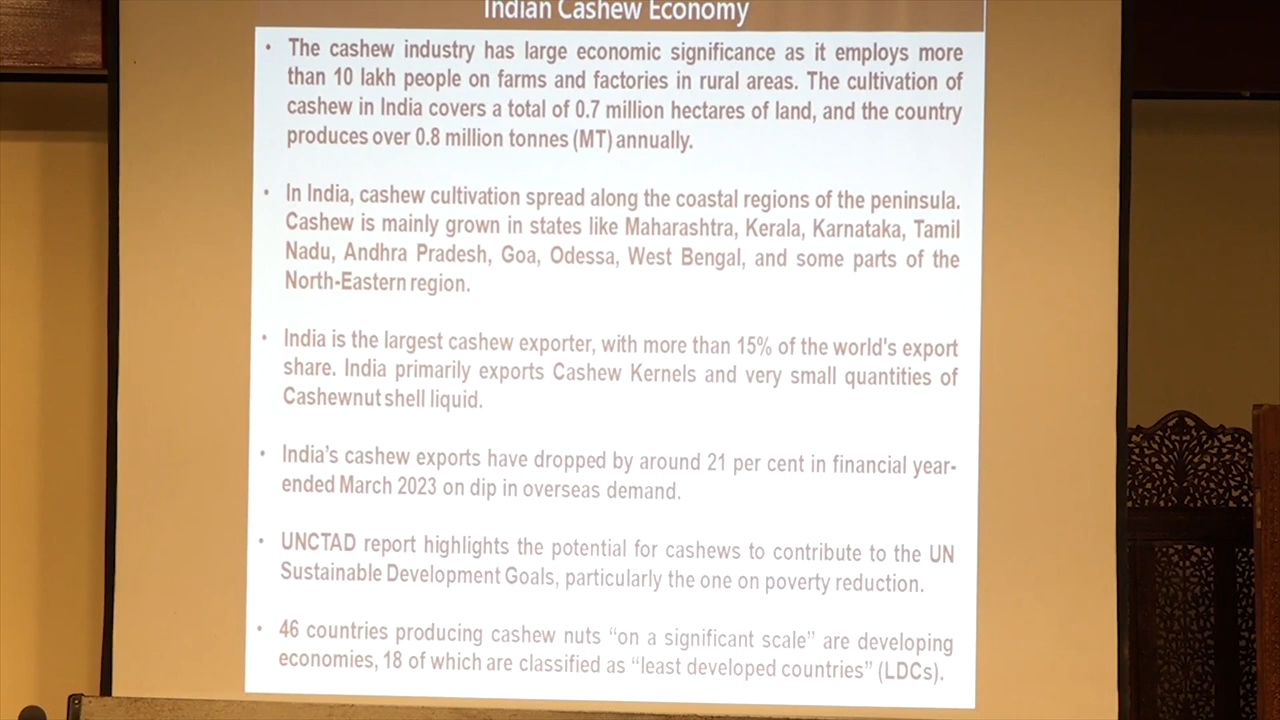 Indian Cashew Economy
• The cashew industry has large economic significance as it employs more
than 10 lakh people on farms and factories in rural areas. The cultivation of
cashew in India covers a total of 0.7 million hectares of land, and the country
produces over 0.8 million tonnes (MT) annually.
• In India, cashew cultivation spread along the coastal regions of the peninsula.
Cashew is mainly grown in states like Maharashtra, Kerala, Karnataka, Tamil
Nadu, Andhra Pradesh, Goa, Odessa, West Bengal, and some parts of the
North-Eastern region.
• India is the largest cashew exporter, with more than 15% of the world's export
share. India primarily exports Cashew Kernels and very small quantities of
Cashewnut shell liquid.
• India’s cashew exports have dropped by around 21 per cent in financial year-
ended March 2023 on dip in overseas demand.
• UNCTAD report highlights the potential for cashews to contribute to the UN
Sustainable Development Goals, particularly the one on poverty reduction.
• 46 countries producing cashew nuts “on a significant scale” are developing
economies, 18 of which are classified as “least developed countries” (LDCs).